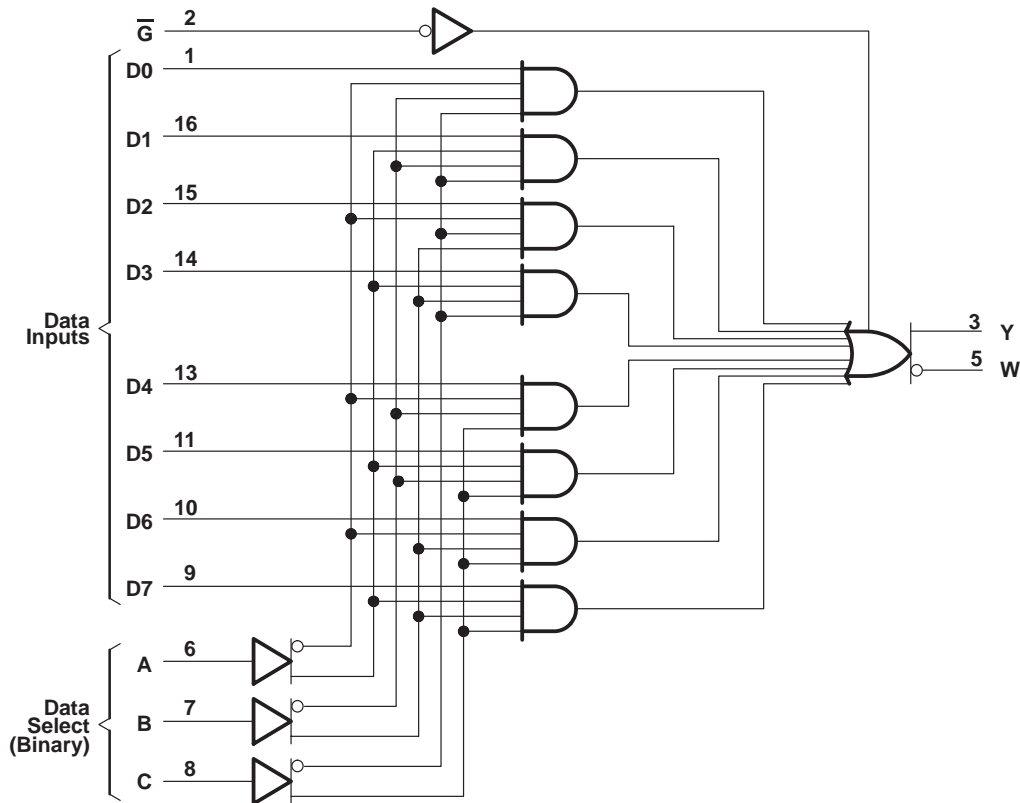 G̅ 2
D0 1
D1 16
D2 15
D3 14
Data
Inputs
3 Y
5 W
D4 13
D5 11
D6 10
D7 9
A 6
Data
Select
(Binary)
B 7
C 8